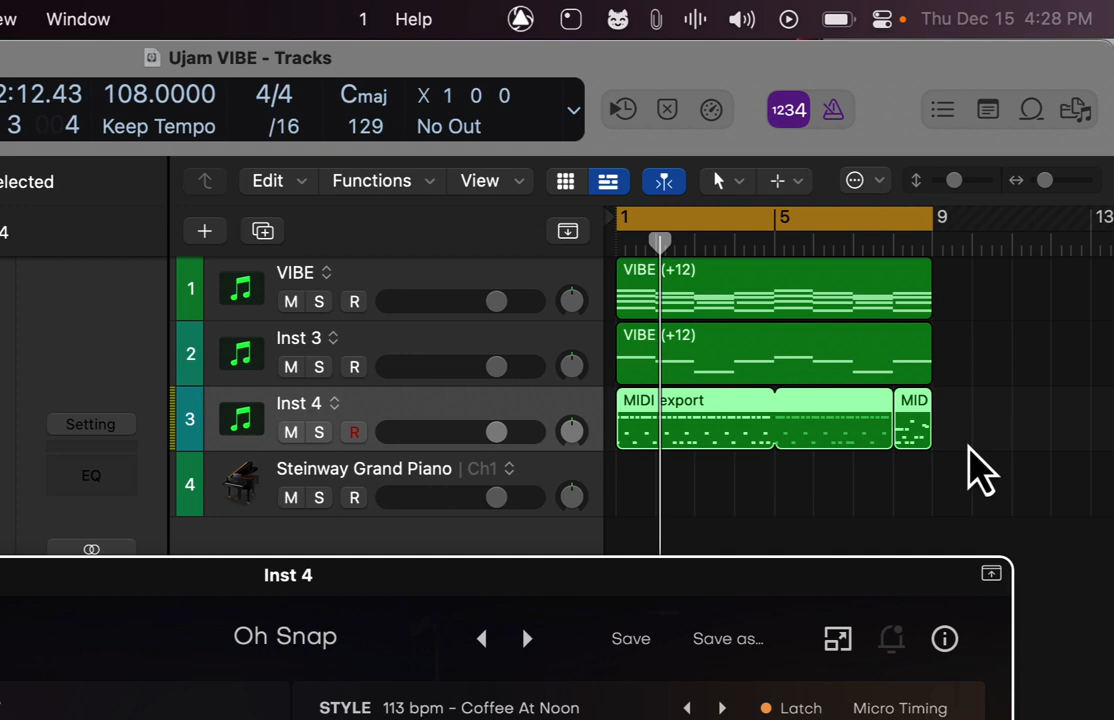 ew Window 1 Help Thu Dec 15 4:28 PM
Ujam VIBE - Tracks
2:12.43 108.0000 4/4 Cmaj X 1 0 0
3 004 Keep Tempo /16 129 No Out
1234
elected Edit Functions View
4
1 5 9 13
1 VIBE
M S R
VIBE (+12)
2 Inst 3
M S R
VIBE (+12)
3 Inst 4
M S R
MIDI export MID
Setting
EQ
4 Steinway Grand Piano | Ch1
M S R
Inst 4
Oh Snap Save Save as...
STYLE 113 bpm - Coffee At Noon Latch Micro Timing